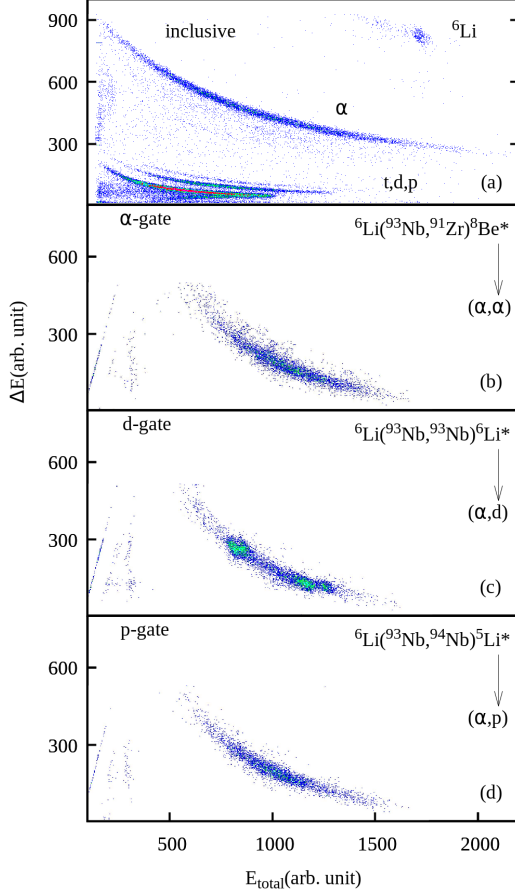 900
inclusive
⁶Li
600
α
300
t,d,p
(a)
α-gate
⁶Li(⁹³Nb,⁹¹Zr)⁸Be*
600
(α,α)
300
(b)
d-gate
⁶Li(⁹³Nb,⁹³Nb)⁶Li*
600
(α,d)
300
(c)
p-gate
⁶Li(⁹³Nb,⁹⁴Nb)⁵Li*
600
(α,p)
300
(d)
ΔE(arb. unit)
500 1000 1500 2000
E_total(arb. unit)